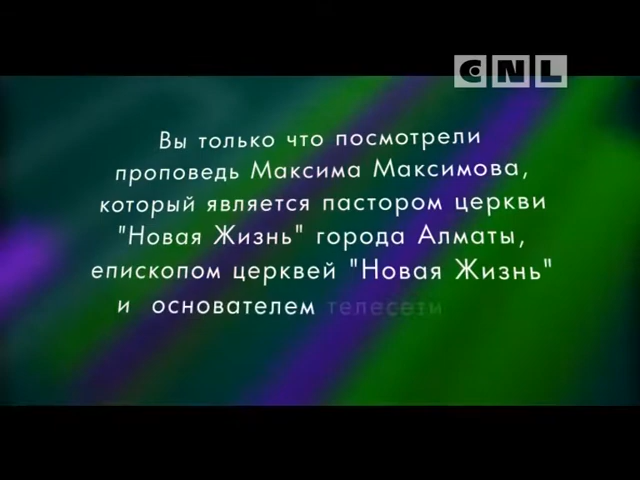 CNL
Вы только что посмотрели
проповедь Максима Максимова,
который является пастором церкви
"Новая Жизнь" города Алматы,
епископом церквей "Новая Жизнь"
и основателем телесети